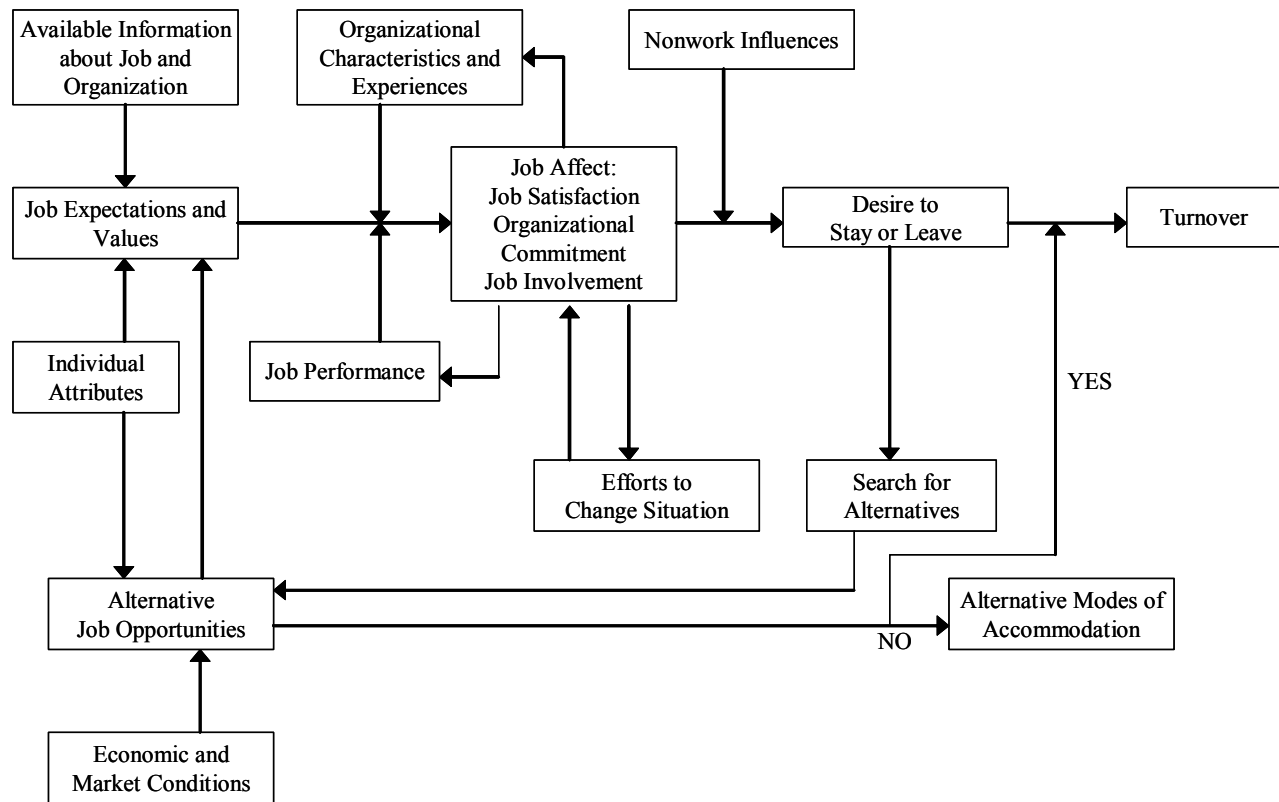 Available Information
about Job and
Organization
Organizational
Characteristics and
Experiences
Nonwork Influences
Job Expectations and
Values
Job Affect:
Job Satisfaction
Organizational
Commitment
Job Involvement
Desire to
Stay or Leave
Turnover
Individual
Attributes
Job Performance
YES
Efforts to
Change Situation
Search for
Alternatives
Alternative
Job Opportunities
NO
Alternative Modes of
Accommodation
Economic and
Market Conditions